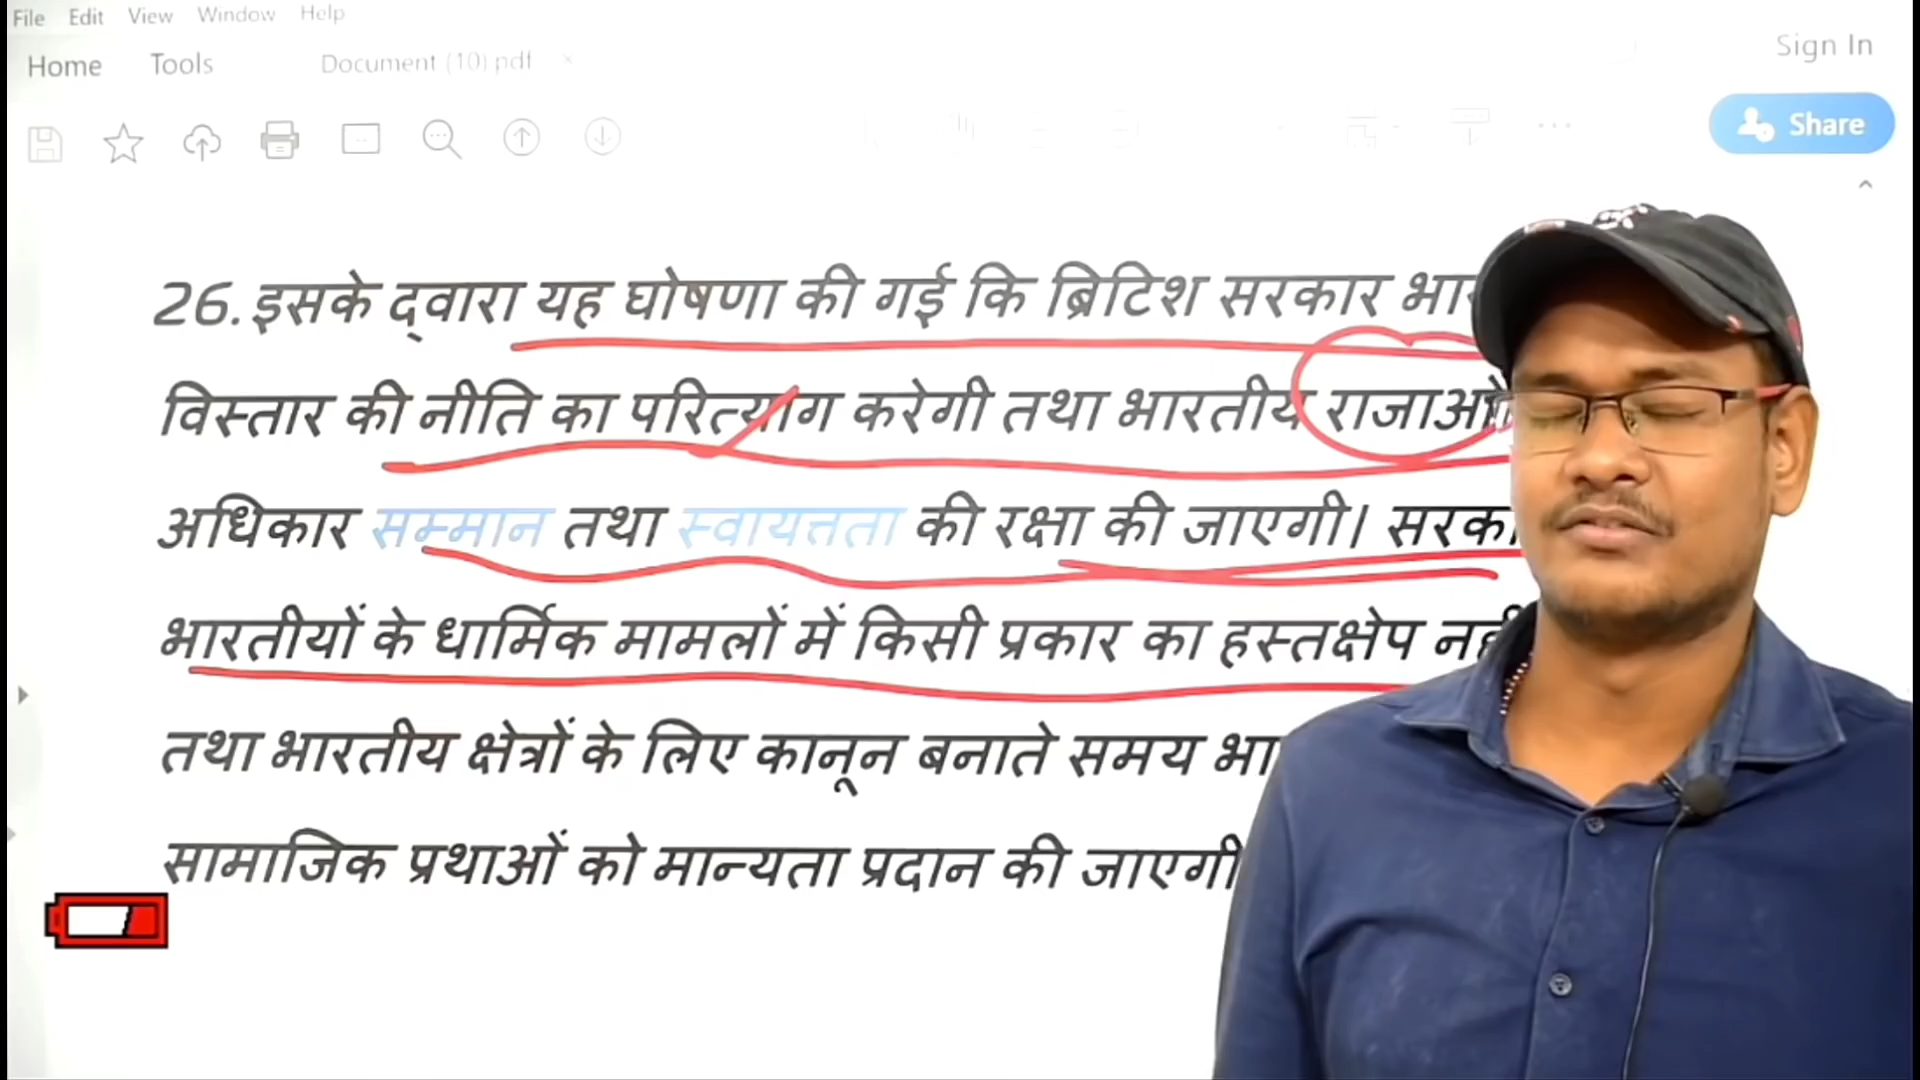 File Edit View Window Help
Home Tools Document (10) pdf ×
Sign In
Share
26. इसके द्वारा यह घोषणा की गई कि ब्रिटिश सरकार
विस्तार की नीति का परित्याग करेगी तथा भारतीय राजाओं
अधिकार सम्मान तथा स्वायत्तता की रक्षा की जाएगी।
भारतीयों के धार्मिक मामलों में किसी प्रकार का हस्तक्षेप
तथा भारतीय क्षेत्रों के लिए कानून बनाते समय
सामाजिक प्रथाओं को मान्यता प्रदान की जाएगी